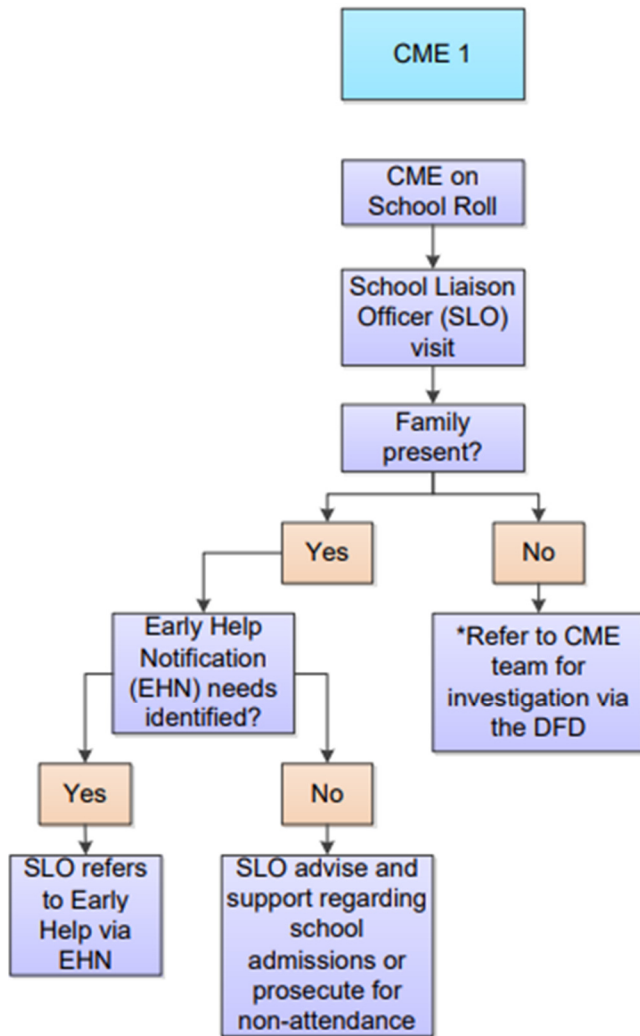 CME 1
CME on
School Roll
School Liaison
Officer (SLO)
visit
Family
present?
Yes
No
Early Help
Notification
(EHN) needs
identified?
*Refer to CME
team for
investigation via
the DFD
Yes
No
SLO refers
to Early
Help via
EHN
SLO advise and
support regarding
school
admissions or
prosecute for
non-attendance